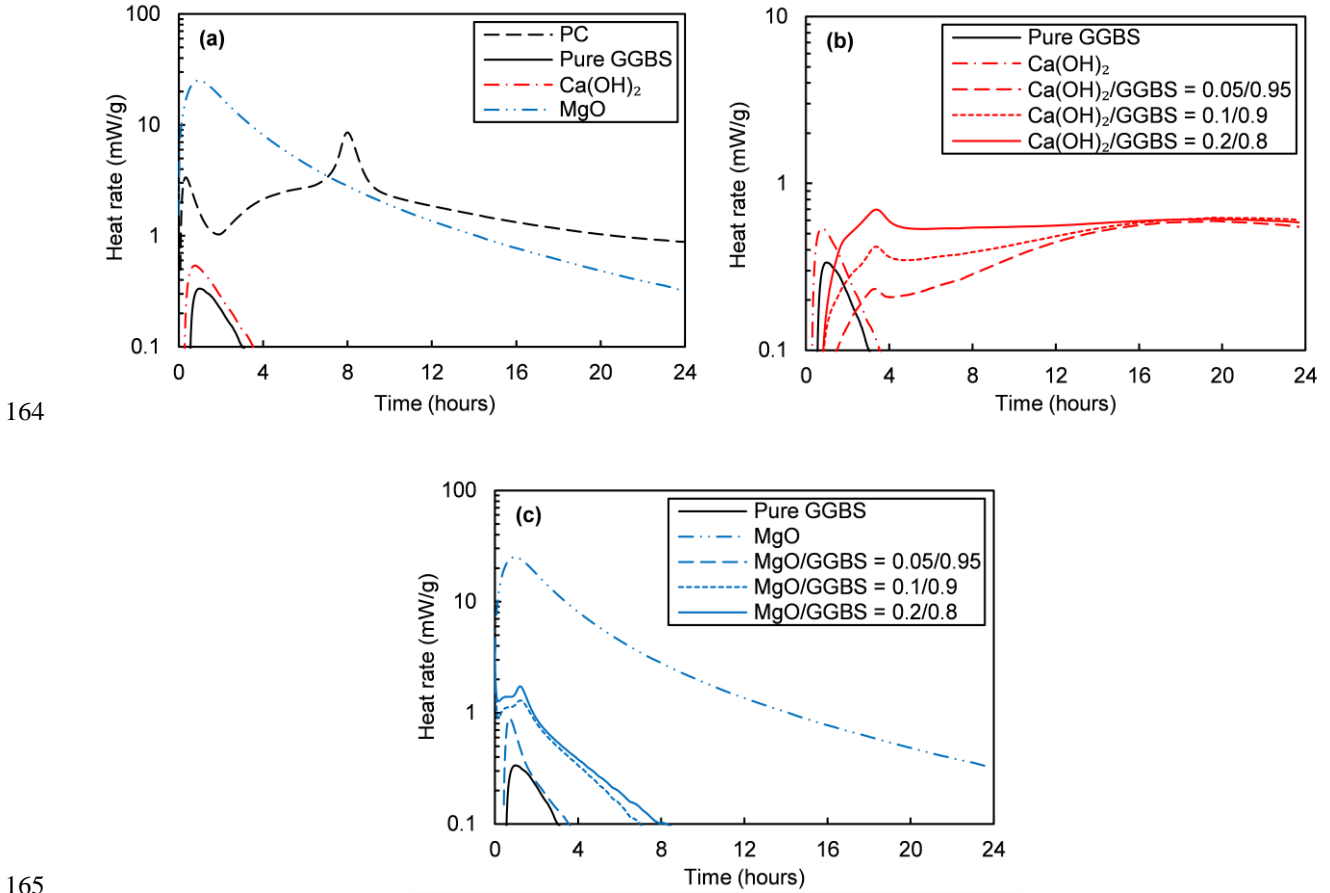 (a)
PC
Pure GGBS
Ca(OH)₂
MgO
100
10
1
0.1
Heat rate (mW/g)
0 4 8 12 16 20 24
Time (hours)
(b)
Pure GGBS
Ca(OH)₂
Ca(OH)₂/GGBS = 0.05/0.95
Ca(OH)₂/GGBS = 0.1/0.9
Ca(OH)₂/GGBS = 0.2/0.8
10
1
0.1
Heat rate (mW/g)
0 4 8 12 16 20 24
Time (hours)
164
(c)
Pure GGBS
MgO
MgO/GGBS = 0.05/0.95
MgO/GGBS = 0.1/0.9
MgO/GGBS = 0.2/0.8
100
10
1
0.1
Heat rate (mW/g)
0 4 8 12 16 20 24
Time (hours)
165